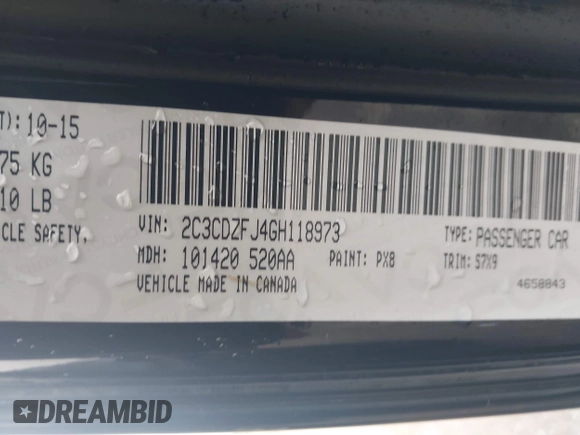 T): 10-15
75 KG
10 LB
CLE SAFETY,
VIN: 2C3CDZFJ4GH118973
TYPE: PASSENGER CAR
MDH: 101420 520AA
PAINT: PX8
TRIM: S7X9
VEHICLE MADE IN CANADA
4658843
DREAMBID